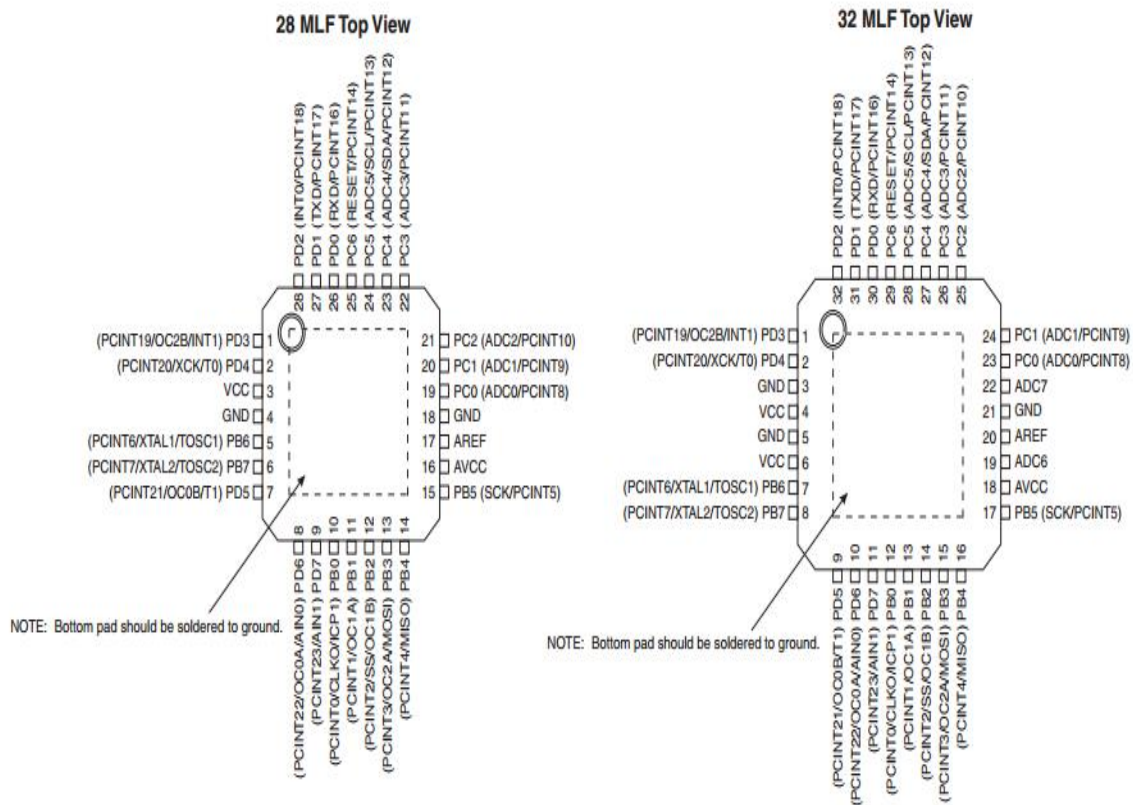 28 MLF Top View
28 PD2 (INT0/PCINT18)
27 PD1 (TXD/PCINT17)
26 PD0 (RXD/PCINT16)
25 PC6 (RESET/PCINT14)
24 PC5 (ADC5/SCL/PCINT13)
23 PC4 (ADC4/SDA/PCINT12)
22 PC3 (ADC3/PCINT11)
(PCINT19/OC2B/INT1) PD3 1
(PCINT20/XCK/T0) PD4 2
VCC 3
GND 4
(PCINT6/XTAL1/TOSC1) PB6 5
(PCINT7/XTAL2/TOSC2) PB7 6
(PCINT21/OC0B/T1) PD5 7
21 PC2 (ADC2/PCINT10)
20 PC1 (ADC1/PCINT9)
19 PC0 (ADC0/PCINT8)
18 GND
17 AREF
16 AVCC
15 PB5 (SCK/PCINT5)
(PCINT22/OC0A/AIN0) PD6 8
(PCINT23/AIN1) PD7 9
(PCINT0/CLKO/ICP1) PB0 10
(PCINT1/OC1A) PB1 11
(PCINT2/SS/OC1B) PB2 12
(PCINT3/OC2A/MOSI) PB3 13
(PCINT4/MISO) PB4 14
NOTE: Bottom pad should be soldered to ground.
32 MLF Top View
32 PD2 (INT0/PCINT18)
31 PD1 (TXD/PCINT17)
30 PD0 (RXD/PCINT16)
29 PC6 (RESET/PCINT14)
28 PC5 (ADC5/SCL/PCINT13)
27 PC4 (ADC4/SDA/PCINT12)
26 PC3 (ADC3/PCINT11)
25 PC2 (ADC2/PCINT10)
(PCINT19/OC2B/INT1) PD3 1
(PCINT20/XCK/T0) PD4 2
GND 3
VCC 4
GND 5
VCC 6
(PCINT6/XTAL1/TOSC1) PB6 7
(PCINT7/XTAL2/TOSC2) PB7 8
24 PC1 (ADC1/PCINT9)
23 PC0 (ADC0/PCINT8)
22 ADC7
21 GND
20 AREF
19 ADC6
18 AVCC
17 PB5 (SCK/PCINT5)
(PCINT21/OC0B/T1) PD5 9
(PCINT22/OC0A/AIN0) PD6 10
(PCINT23/AIN1) PD7 11
(PCINT0/CLKO/ICP1) PB0 12
(PCINT1/OC1A) PB1 13
(PCINT2/SS/OC1B) PB2 14
(PCINT3/OC2A/MOSI) PB3 15
(PCINT4/MISO) PB4 16
NOTE: Bottom pad should be soldered to ground.